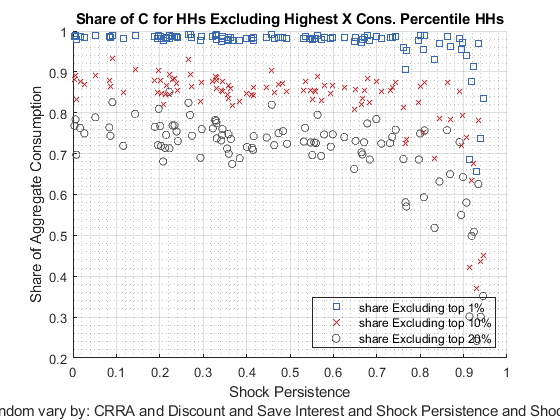 Share of C for HHs Excluding Highest X Cons. Percentile HHs
Share of Aggregate Consumption
1
0.9
0.8
0.7
0.6
0.5
0.4
0.3
0.2
0 0.1 0.2 0.3 0.4 0.5 0.6 0.7 0.8 0.9 1
share Excluding top 1%
share Excluding top 10%
share Excluding top 20%
Shock Persistence
ndom vary by: CRRA and Discount and Save Interest and Shock Persistence and Shoc